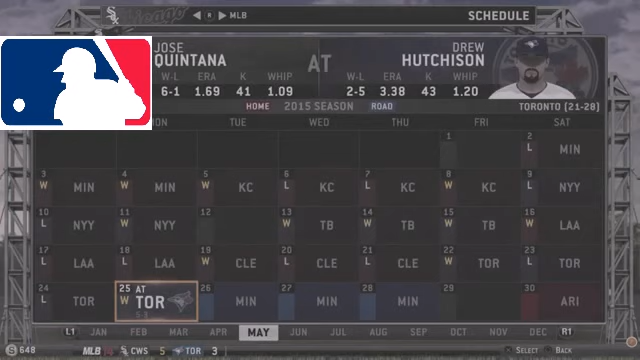 Chicago R MLB SCHEDULE
JOSE QUINTANA AT DREW HUTCHISON
W-L ERA K WHIP W-L ERA K WHIP
6-1 1.69 41 1.09 2-5 3.38 43 1.20
HOME 2015 SEASON ROAD TORONTO (21-28)
MON TUE WED THU FRI SAT
1 2 L MIN
3 W MIN 4 W MIN 5 W KC 6 L KC 7 L KC 8 W KC 9 L NYY
10 L NYY 11 W NYY 12 13 W TB 14 W TB 15 W TB 16 W LAA
17 L LAA 18 L LAA 19 W CLE 20 L CLE 21 L CLE 22 W TOR 23 L TOR
24 L TOR 25 W AT TOR 5-3 26 MIN 27 MIN 28 MIN 29 30 ARI
L1 JAN FEB MAR APR MAY JUN JUL AUG SEP OCT NOV DEC R1
S 648 MLB CWS 5 TOR 3 Select Back